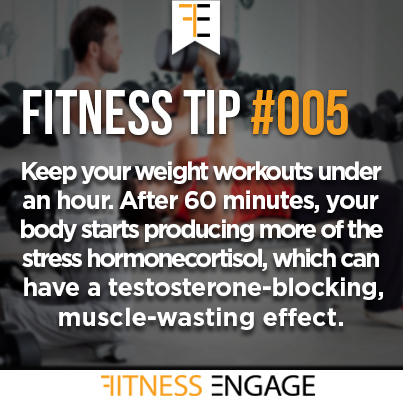 FE
FITNESS TIP #005
Keep your weight workouts under
an hour. After 60 minutes, your
body starts producing more of the
stress hormonecortisol, which can
have a testosterone-blocking,
muscle-wasting effect.
FITNESS ENGAGE